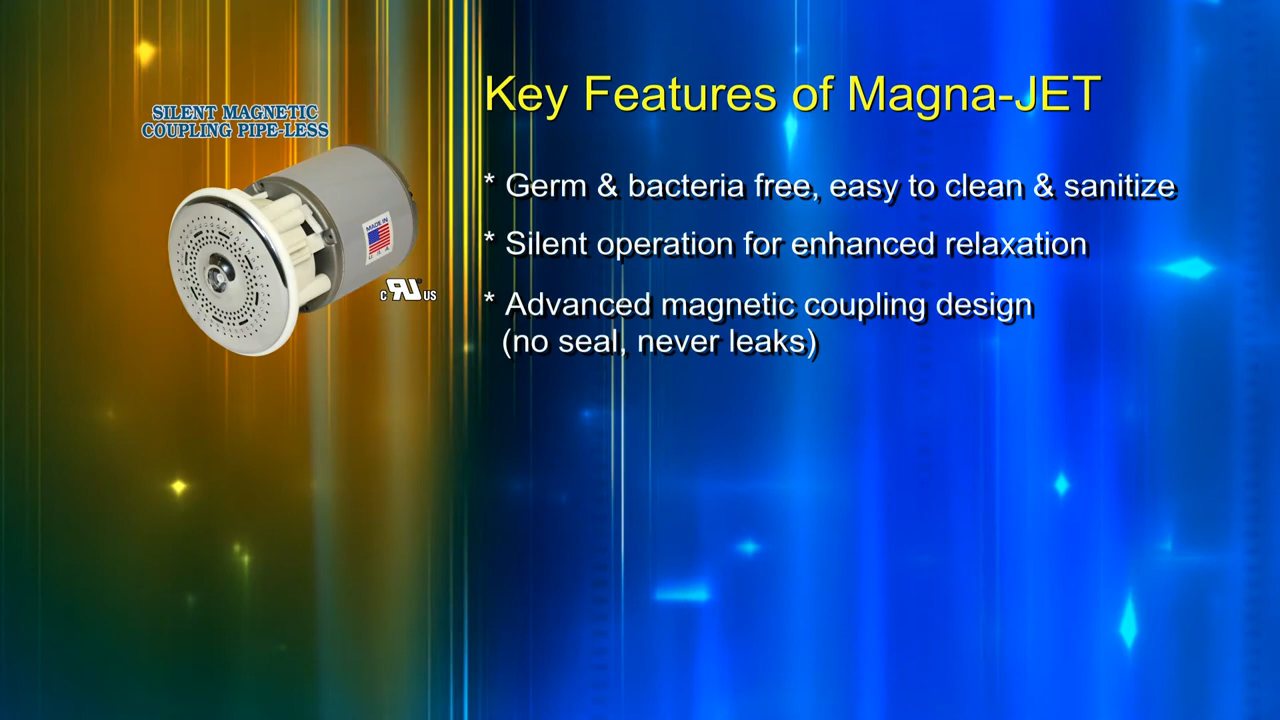 SILENT MAGNETIC
COUPLING PIPE-LESS
Key Features of Magna-JET
* Germ & bacteria free, easy to clean & sanitize
* Silent operation for enhanced relaxation
* Advanced magnetic coupling design
(no seal, never leaks)
MADE IN
C RU US